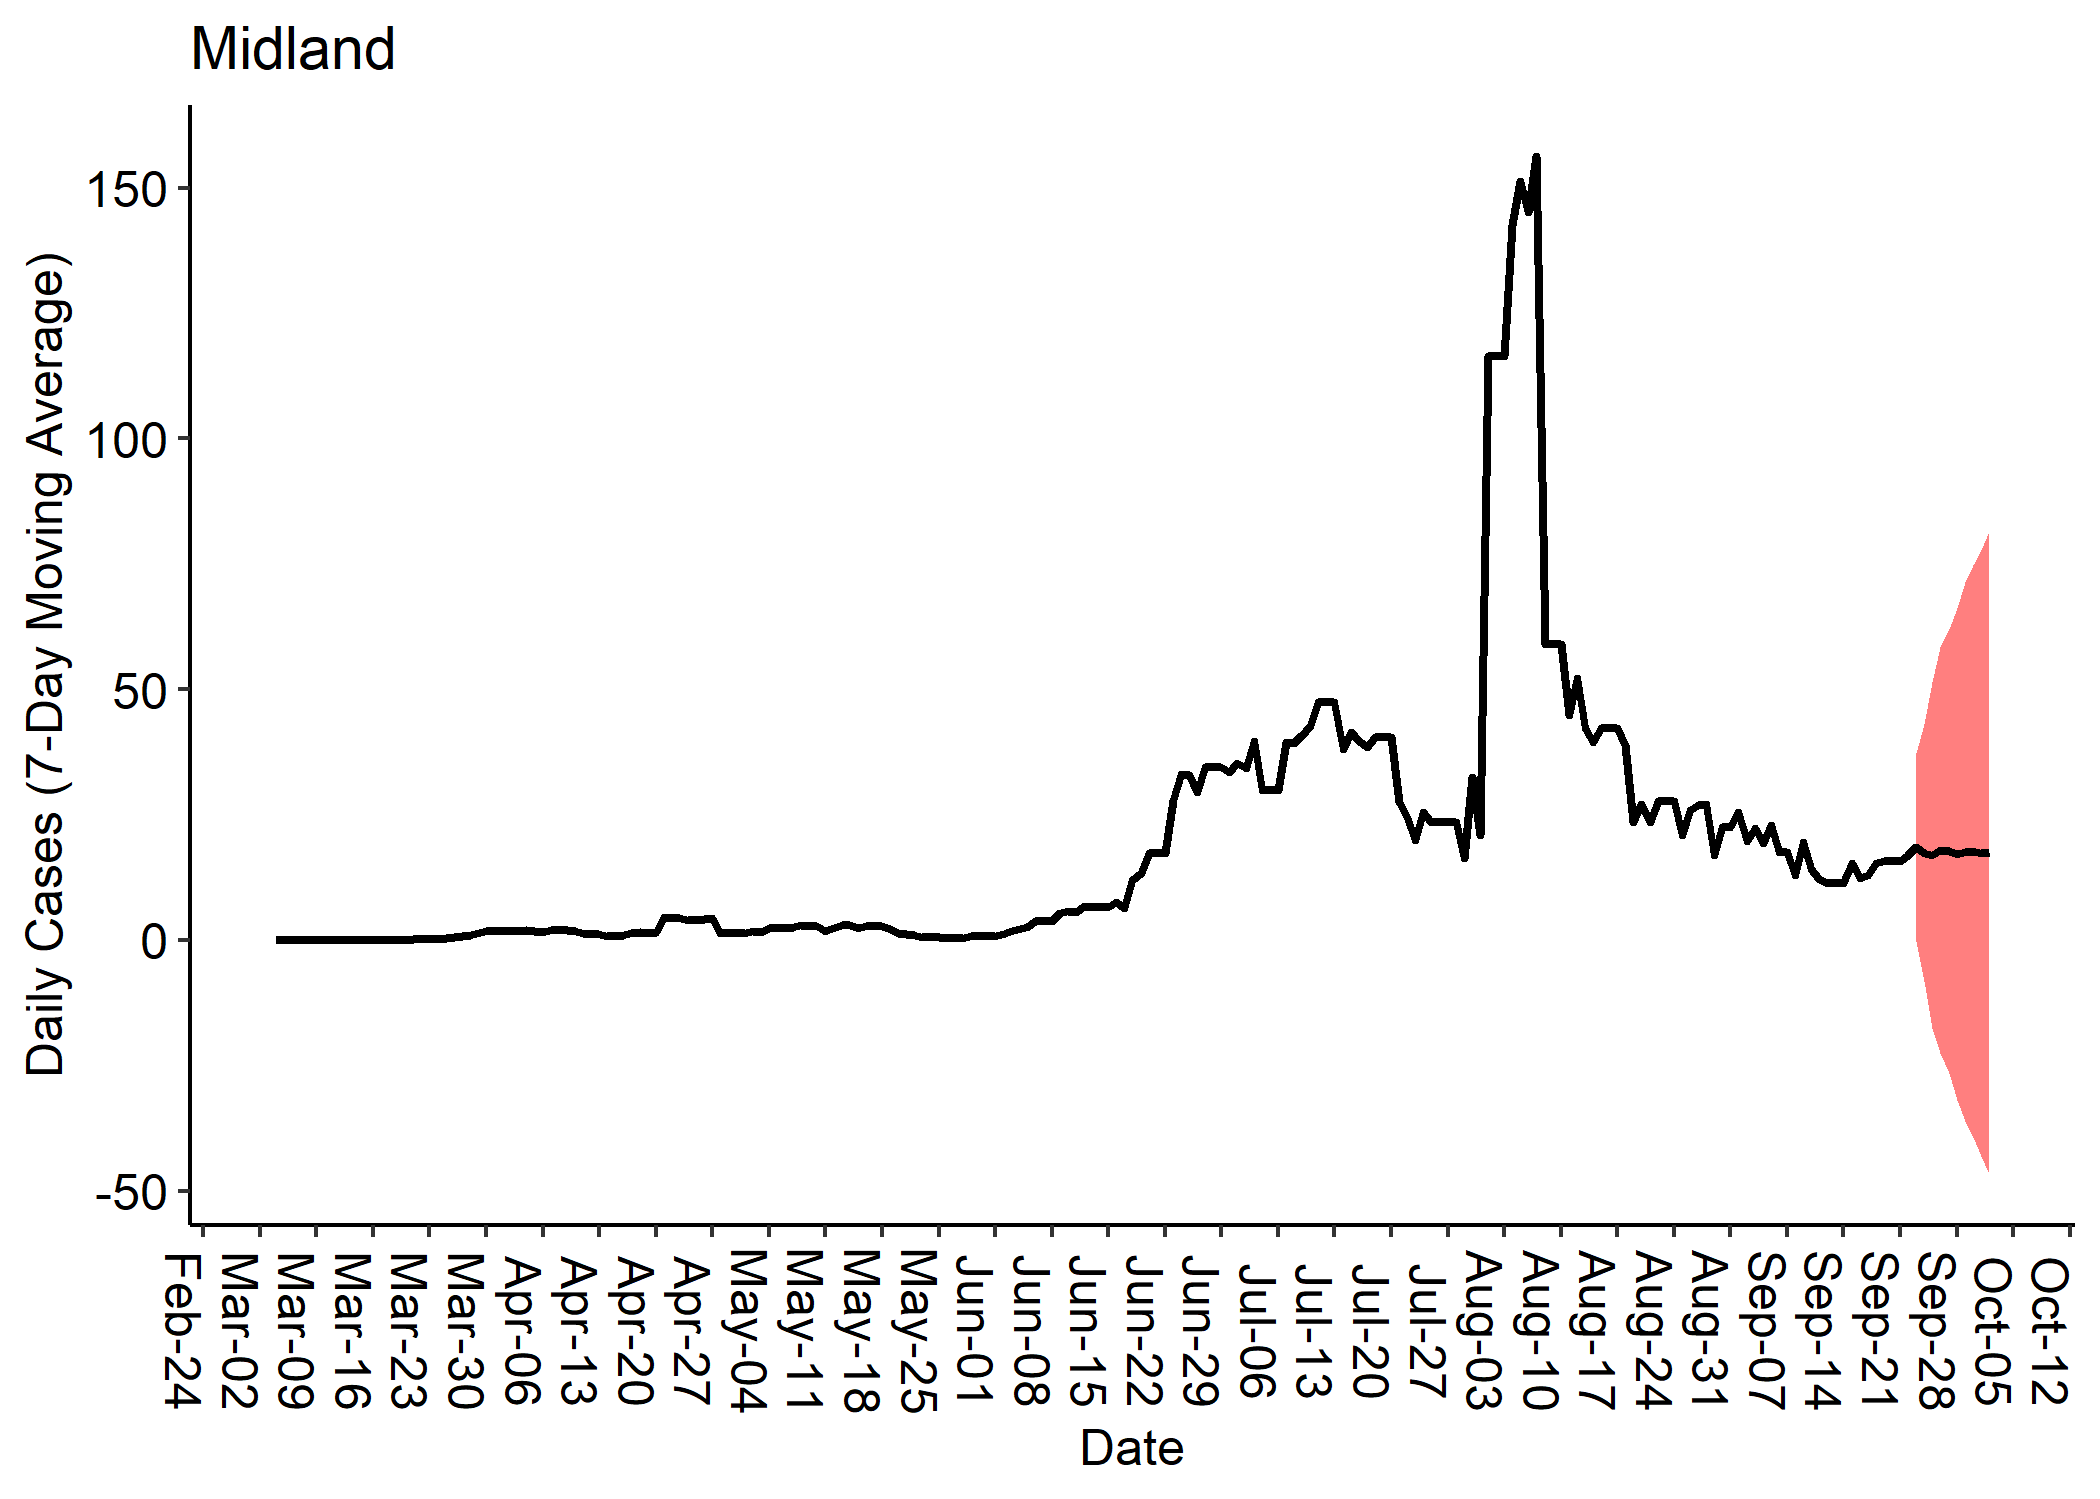 Midland
Daily Cases (7-Day Moving Average)
150
100
50
0
-50
Feb-24
Mar-02
Mar-09
Mar-16
Mar-23
Mar-30
Apr-06
Apr-13
Apr-20
Apr-27
May-04
May-11
May-18
May-25
Jun-01
Jun-08
Jun-15
Jun-22
Jun-29
Jul-06
Jul-13
Jul-20
Jul-27
Aug-03
Aug-10
Aug-17
Aug-24
Aug-31
Sep-07
Sep-14
Sep-21
Sep-28
Oct-05
Oct-12
Date